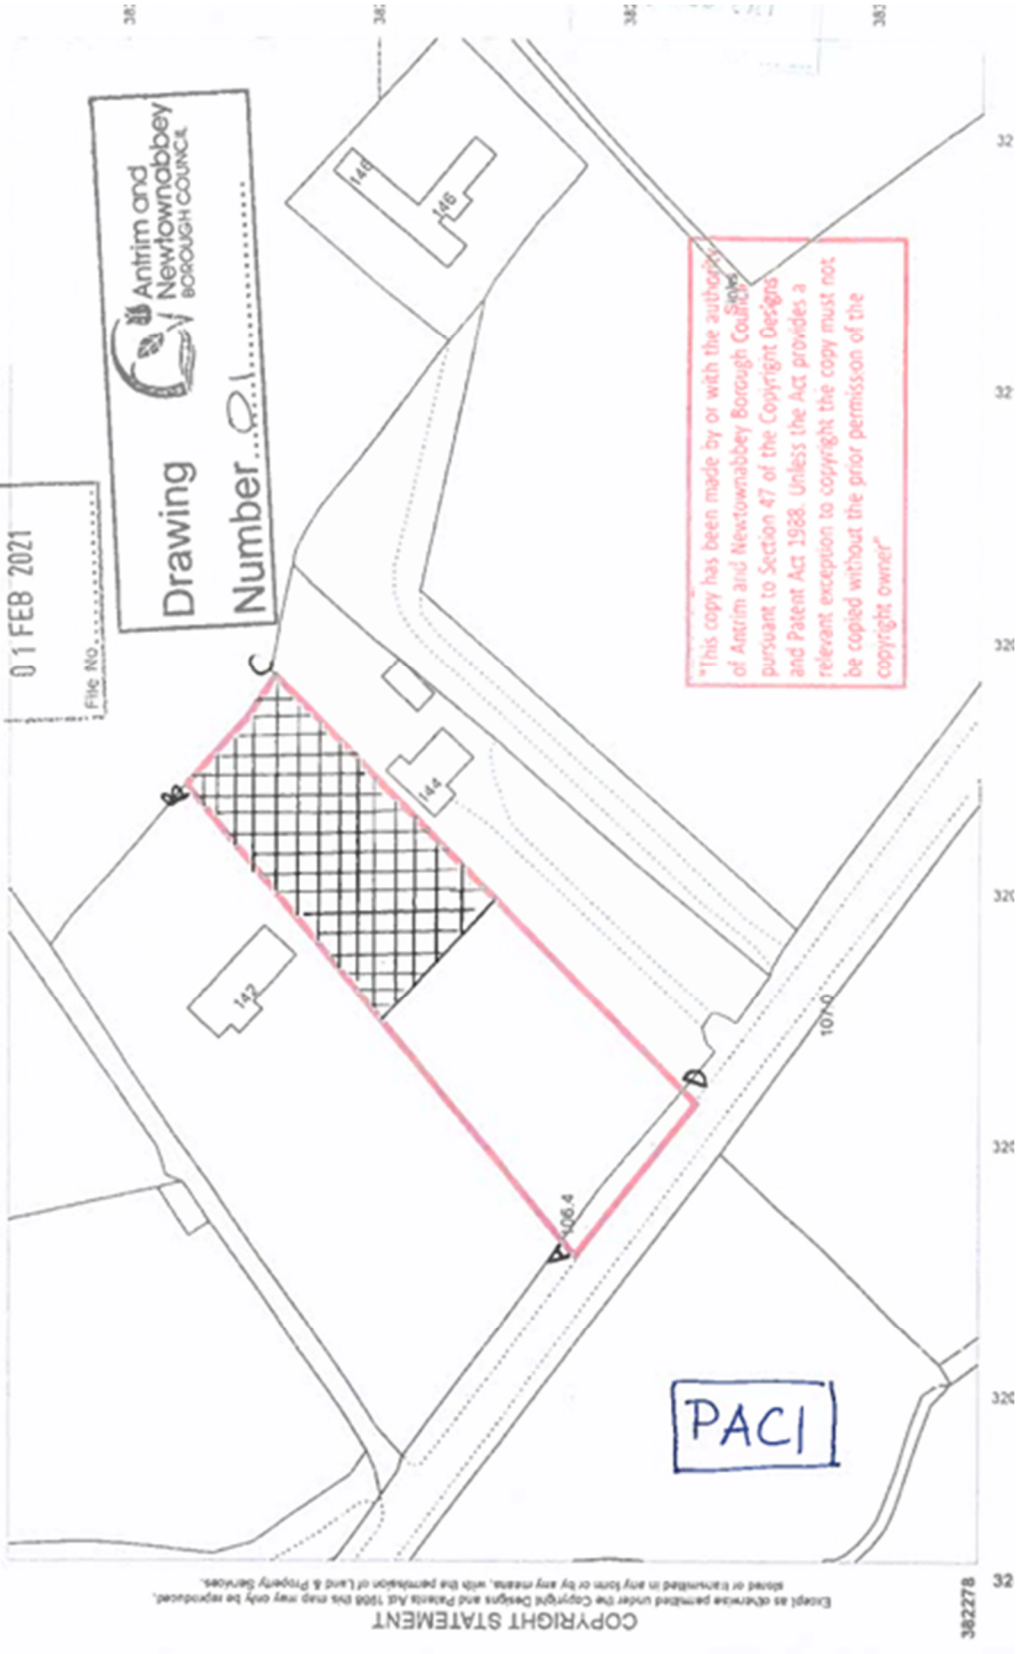 01 FEB 2021
File No.
Drawing
Number 01
Antrim and
Newtownabbey
BOROUGH COUNCIL
146
146
C
B
144
142
"This copy has been made by or with the authority
of Antrim and Newtownabbey Borough Council
pursuant to Section 47 of the Copyright Designs
and Patent Act 1988. Unless the Act provides a
relevant exception to copyright the copy must not
be copied without the prior permission of the
copyright owner"
Sinks
107.0
D
A
106.4
PAC1
COPYRIGHT STATEMENT
Except as otherwise permitted under the Copyright Designs and Patents Act 1988 this map may only be reproduced,
stored or transmitted in any form or by any means, with the permission of Land & Property Services.
382278